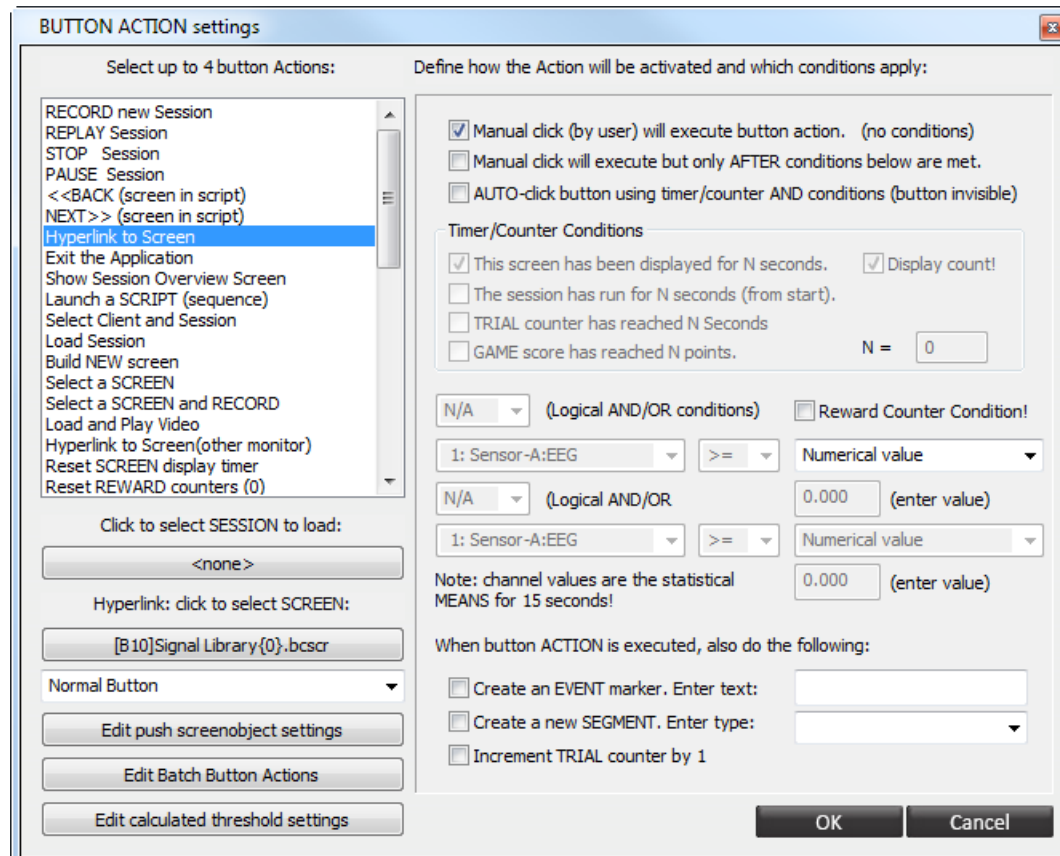 BUTTON ACTION settings
Select up to 4 button Actions:
RECORD new Session
REPLAY Session
STOP   Session
PAUSE  Session
<<BACK (screen in script)
NEXT>> (screen in script)
Hyperlink to Screen
Exit the Application
Show Session Overview Screen
Launch a SCRIPT (sequence)
Select Client and Session
Load Session
Build NEW screen
Select a SCREEN
Select a SCREEN and RECORD
Load and Play Video
Hyperlink to Screen(other monitor)
Reset SCREEN display timer
Reset REWARD counters (0)
Click to select SESSION to load:
<none>
Hyperlink: click to select SCREEN:
[B10]Signal Library{0}.bcscr
Normal Button
Edit push screenobject settings
Edit Batch Button Actions
Edit calculated threshold settings
Define how the Action will be activated and which conditions apply:
Manual click (by user) will execute button action.   (no conditions)
Manual click will execute but only AFTER conditions below are met.
AUTO-click button using timer/counter AND conditions (button invisible)
Timer/Counter Conditions
This screen has been displayed for N seconds.   Display count!
The session has run for N seconds (from start).
TRIAL counter has reached N Seconds
GAME score has reached N points.   N =   0
N/A   (Logical AND/OR conditions)   Reward Counter Condition!
1: Sensor-A:EEG   >=   Numerical value
N/A   (Logical AND/OR   0.000   (enter value)
1: Sensor-A:EEG   >=   Numerical value
Note: channel values are the statistical
MEANS for 15 seconds!   0.000   (enter value)
When button ACTION is executed, also do the following:
Create an EVENT marker. Enter text:
Create a new SEGMENT. Enter type:
Increment TRIAL counter by 1
OK   Cancel